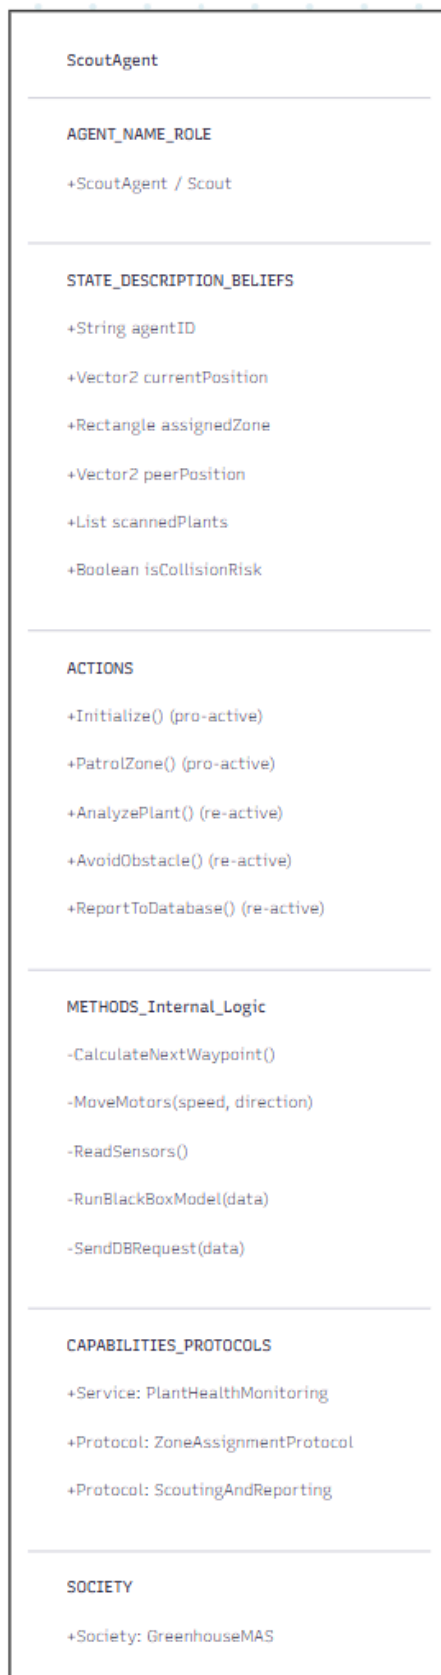 ScoutAgent
AGENT_NAME_ROLE
+ScoutAgent / Scout
STATE_DESCRIPTION_BELIEFS
+String agentID
+Vector2 currentPosition
+Rectangle assignedZone
+Vector2 peerPosition
+List scannedPlants
+Boolean isCollisionRisk
ACTIONS
+Initialize() (pro-active)
+PatrolZone() (pro-active)
+AnalyzePlant() (re-active)
+AvoidObstacle() (re-active)
+ReportToDatabase() (re-active)
METHODS_Internal_Logic
-CalculateNextWaypoint()
-MoveMotors(speed, direction)
-ReadSensors()
-RunBlackBoxModel(data)
-SendDBRequest(data)
CAPABILITIES_PROTOCOLS
+Service: PlantHealthMonitoring
+Protocol: ZoneAssignmentProtocol
+Protocol: ScoutingAndReporting
SOCIETY
+Society: GreenhouseMAS